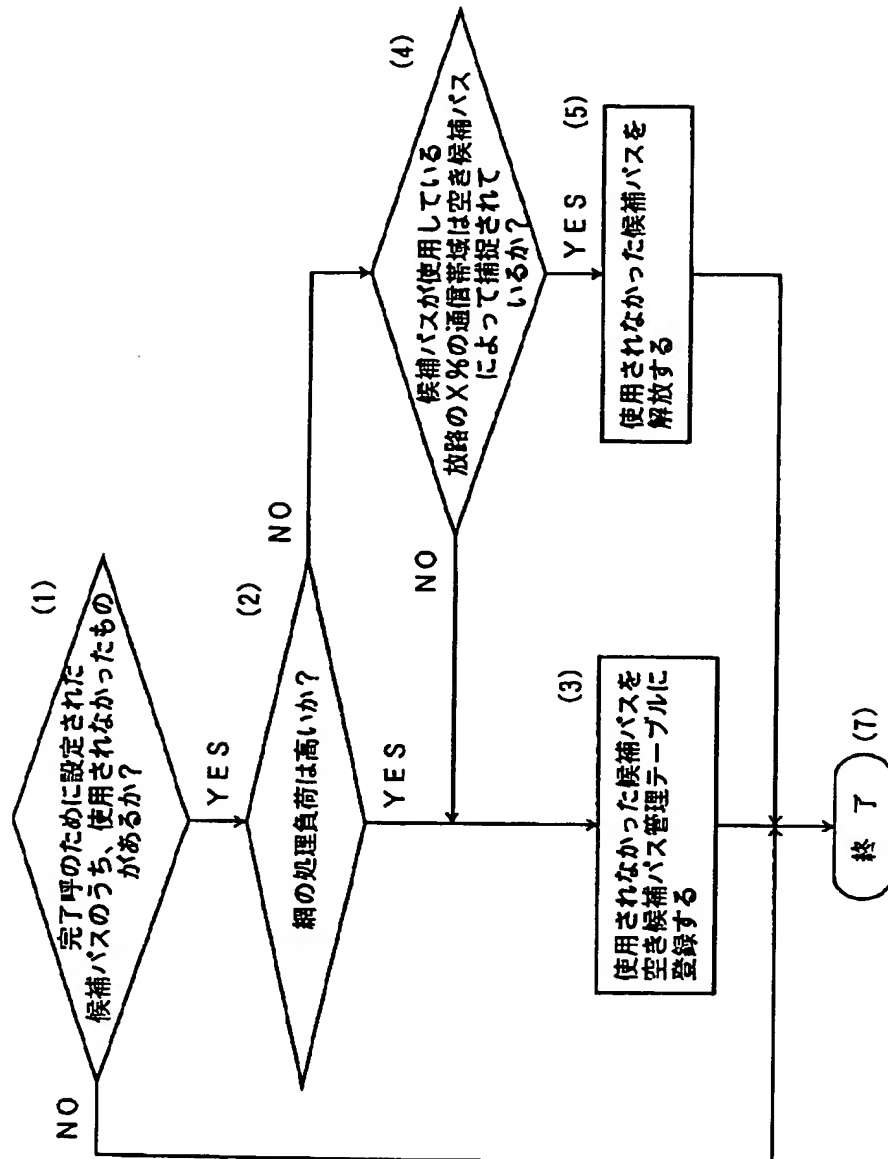 (1)
完了呼のために設定された
候補パスのうち、使用されなかったもの
があるか？
NO
YES
(2)
網の処理負荷は高いか？
NO
YES
(4)
候補パスが使用している
放路のX％の通信帯域は空き候補パス
によって捕捉されて
いるか？
NO
YES
(3)
使用されなかった候補パスを
空き候補パス管理テーブルに
登録する
(5)
使用されなかった候補パスを
解放する
終了
(7)